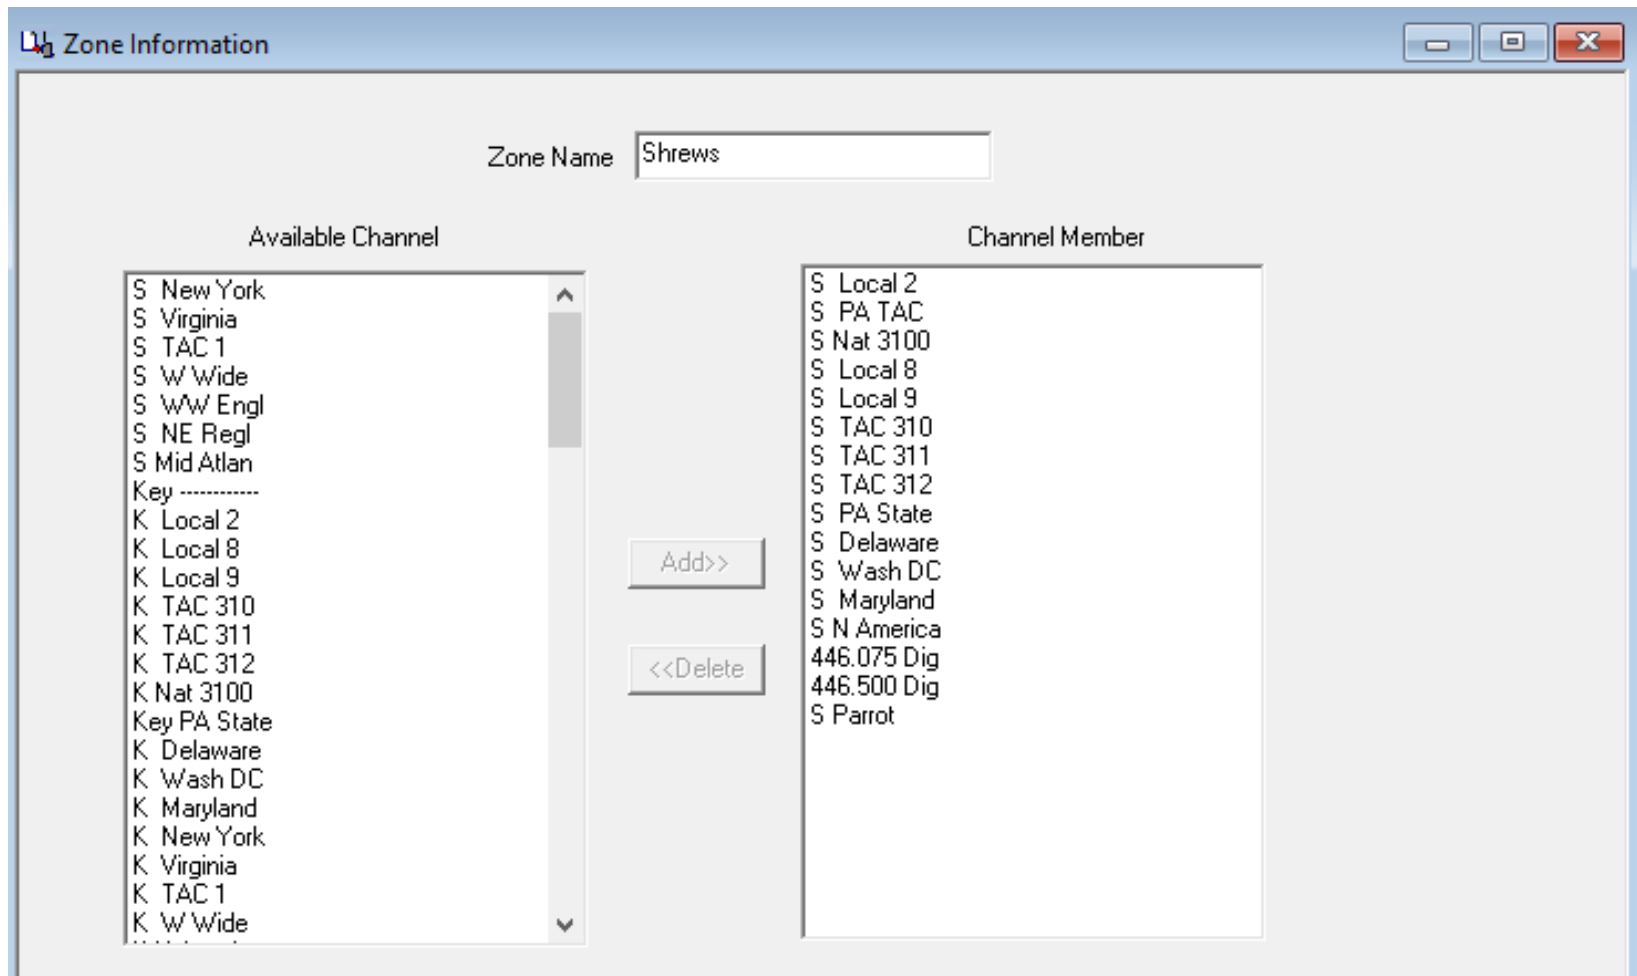 Zone Information
Zone Name Shrews
Available Channel
S New York
S Virginia
S TAC 1
S W Wide
S WW Engl
S NE Regl
S Mid Atlan
Key ------------
K Local 2
K Local 8
K Local 9
K TAC 310
K TAC 311
K TAC 312
K Nat 3100
Key PA State
K Delaware
K Wash DC
K Maryland
K New York
K Virginia
K TAC 1
K W Wide
Add>>
<<Delete
Channel Member
S Local 2
S PA TAC
S Nat 3100
S Local 8
S Local 9
S TAC 310
S TAC 311
S TAC 312
S PA State
S Delaware
S Wash DC
S Maryland
S N America
446.075 Dig
446.500 Dig
S Parrot